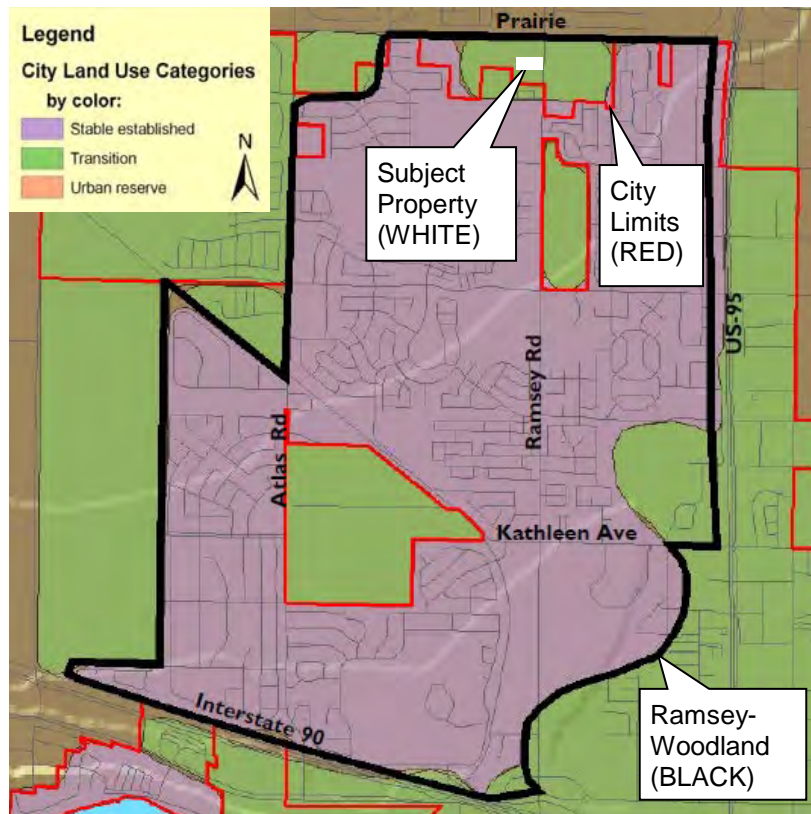 Prairie
Legend
City Land Use Categories
by color:
Stable established
Transition
Urban reserve
N
Subject
Property
(WHITE)
City
Limits
(RED)
US-95
Ramsey Rd
Atlas Rd
Kathleen Ave
Interstate 90
Ramsey-
Woodland
(BLACK)